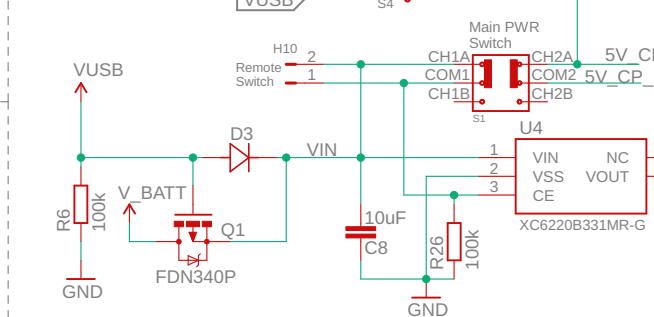 VUSB
S4
Main PWR
Switch
H10
2
CH1A
CH2A
5V_C
VUSB
Remote
Switch
1
COM1
COM2
5V_CP_
CH1B
CH2B
S1
U4
D3
VIN
1
VIN
NC
2
VSS
VOUT
3
CE
R6
100k
V_BATT
Q1
10uF
C8
R26
100k
XC6220B331MR-G
FDN340P
GND
GND